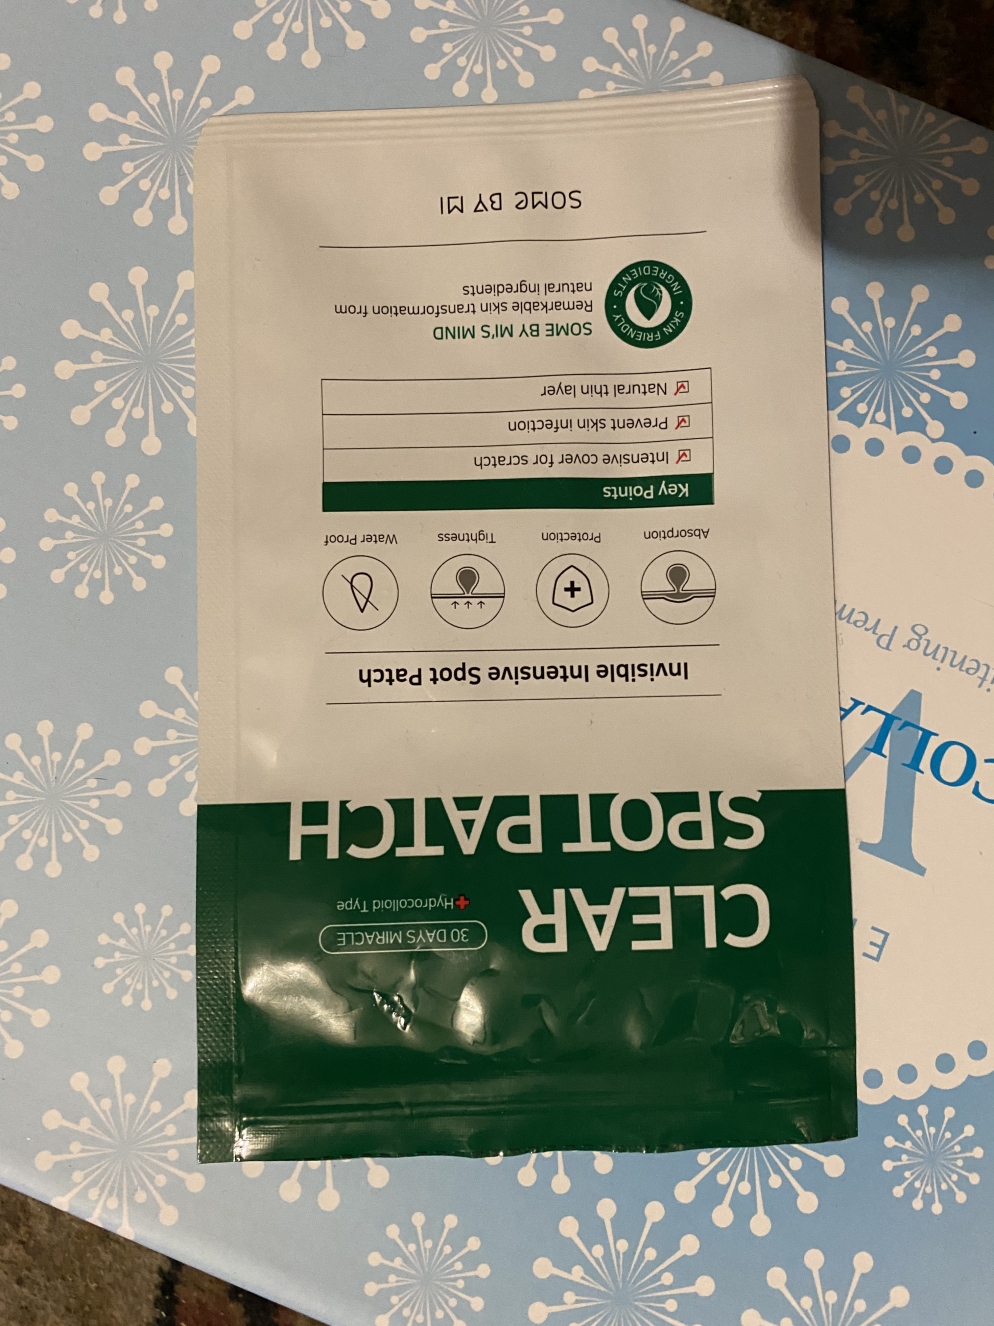 CLEAR
30 DAYS MIRACLE
+Hydrocolloid Type
SPOT PATCH
Invisible Intensive Spot Patch
Absorption
Protection
Tightness
Water Proof
Key Points
Intensive cover for scratch
Prevent skin infection
Natural thin layer
SKIN FRIENDLY • INGREDIENTS •
SOME BY MI'S MIND
Remarkable skin transformation from
natural ingredients
SOME BY MI